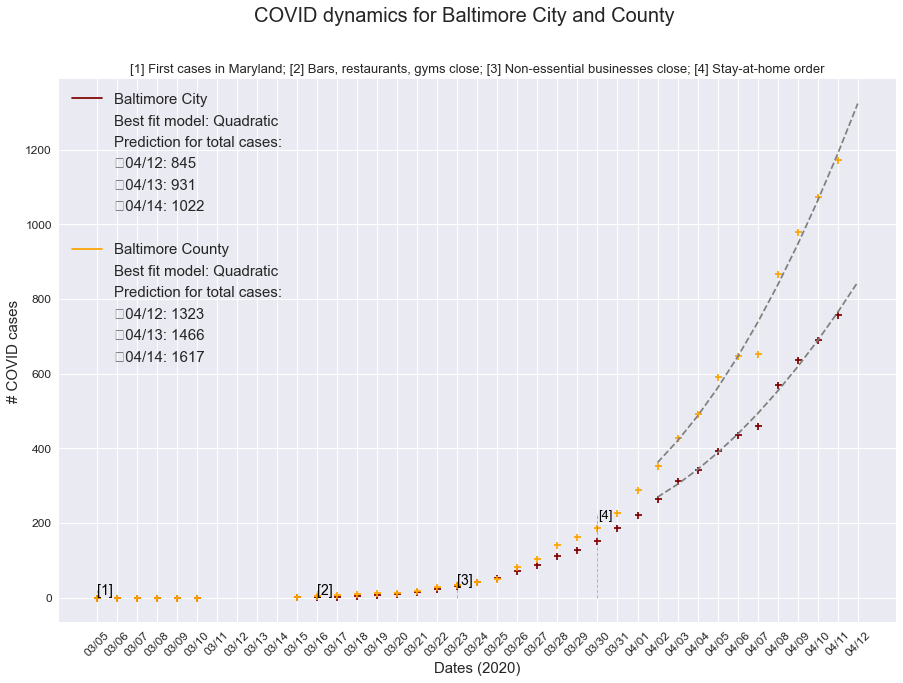 COVID dynamics for Baltimore City and County
[1] First cases in Maryland; [2] Bars, restaurants, gyms close; [3] Non-essential businesses close; [4] Stay-at-home order
Baltimore City
Best fit model: Quadratic
Prediction for total cases:
04/12: 845
04/13: 931
04/14: 1022
Baltimore County
Best fit model: Quadratic
Prediction for total cases:
04/12: 1323
04/13: 1466
04/14: 1617
# COVID cases
1200
1000
800
600
400
200
0
[1]
[2]
[3]
[4]
03/05 03/06 03/07 03/08 03/09 03/10 03/11 03/12 03/13 03/14 03/15 03/16 03/17 03/18 03/19 03/20 03/21 03/22 03/23 03/24 03/25 03/26 03/27 03/28 03/29 03/30 03/31 04/01 04/02 04/03 04/04 04/05 04/06 04/07 04/08 04/09 04/10 04/11 04/12
Dates (2020)